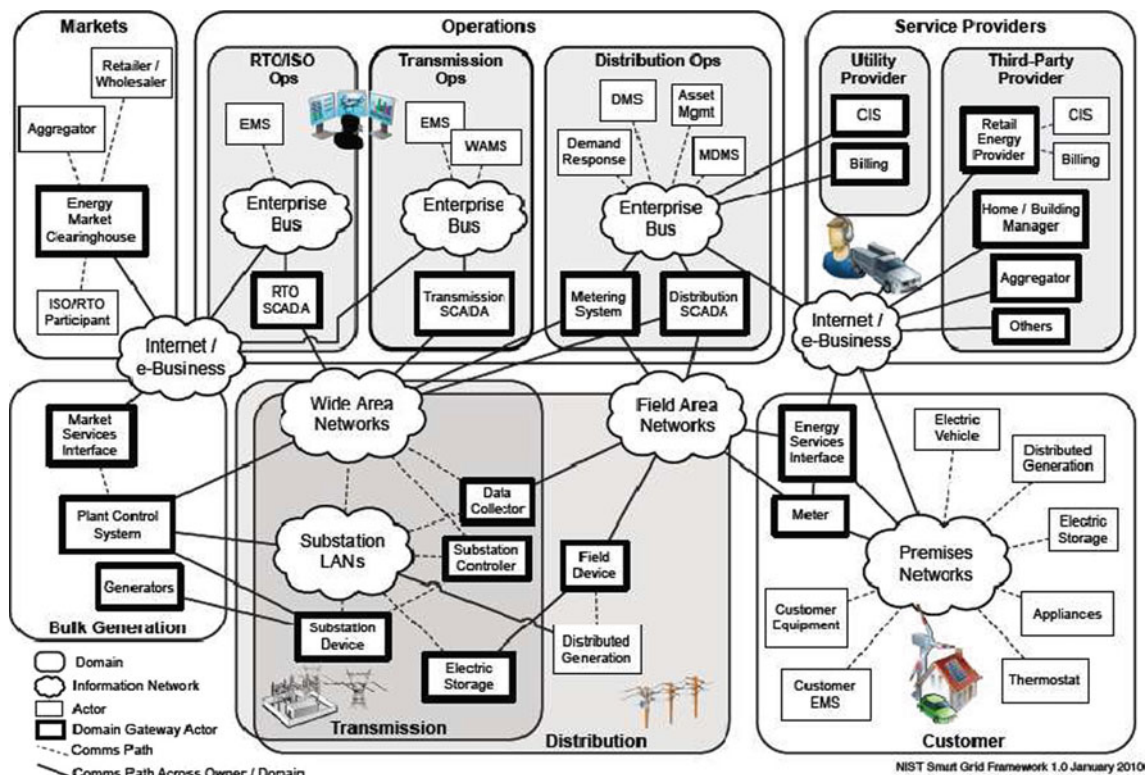 Markets
Retailer /
Wholesaler
Aggregator
Energy
Market
Clearinghouse
ISO/RTO
Participant
Internet /
e-Business
Operations
RTO/ISO
Ops
EMS
Enterprise
Bus
RTO
SCADA
Transmission
Ops
EMS
WAMS
Enterprise
Bus
Transmission
SCADA
Distribution Ops
DMS
Asset
Mgmt
Demand
Response
MDMS
Enterprise
Bus
Metering
System
Distribution
SCADA
Service Providers
Utility
Provider
CIS
Billing
Third-Party
Provider
Retail
Energy
Provider
CIS
Billing
Home / Building
Manager
Aggregator
Others
Internet /
e-Business
Market
Services
Interface
Plant Control
System
Generators
Bulk Generation
Wide Area
Networks
Field Area
Networks
Data
Collector
Substation
LANs
Substation
Controler
Field
Device
Substation
Device
Electric
Storage
Distributed
Generation
Transmission
Distribution
Energy
Services
Interface
Meter
Electric
Vehicle
Distributed
Generation
Electric
Storage
Premises
Networks
Appliances
Customer
Equipment
Thermostat
Customer
EMS
Customer
Domain
Information Network
Actor
Domain Gateway Actor
Comms Path
Comms Path Across Owner / Domain
NIST Smart Grid Framework 1.0 January 2010